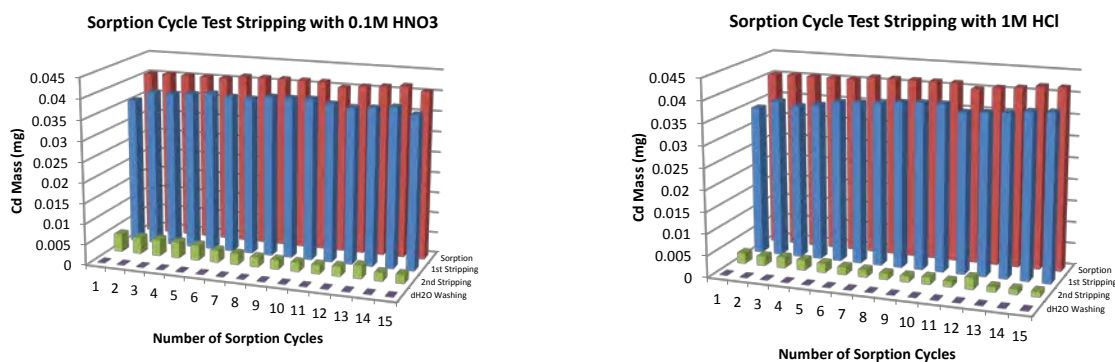 Sorption Cycle Test Stripping with 0.1M HNO3
0.045
0.04
0.035
0.03
0.025
0.02
0.015
0.01
0.005
0
Cd Mass (mg)
1 2 3 4 5 6 7 8 9 10 11 12 13 14 15
Sorption
1st Stripping
2nd Stripping
dH2O Washing
Number of Sorption Cycles
Sorption Cycle Test Stripping with 1M HCl
0.045
0.04
0.035
0.03
0.025
0.02
0.015
0.01
0.005
0
Cd Mass (mg)
1 2 3 4 5 6 7 8 9 10 11 12 13 14 15
Sorption
1st Stripping
2nd Stripping
dH2O Washing
Number of Sorption Cycles